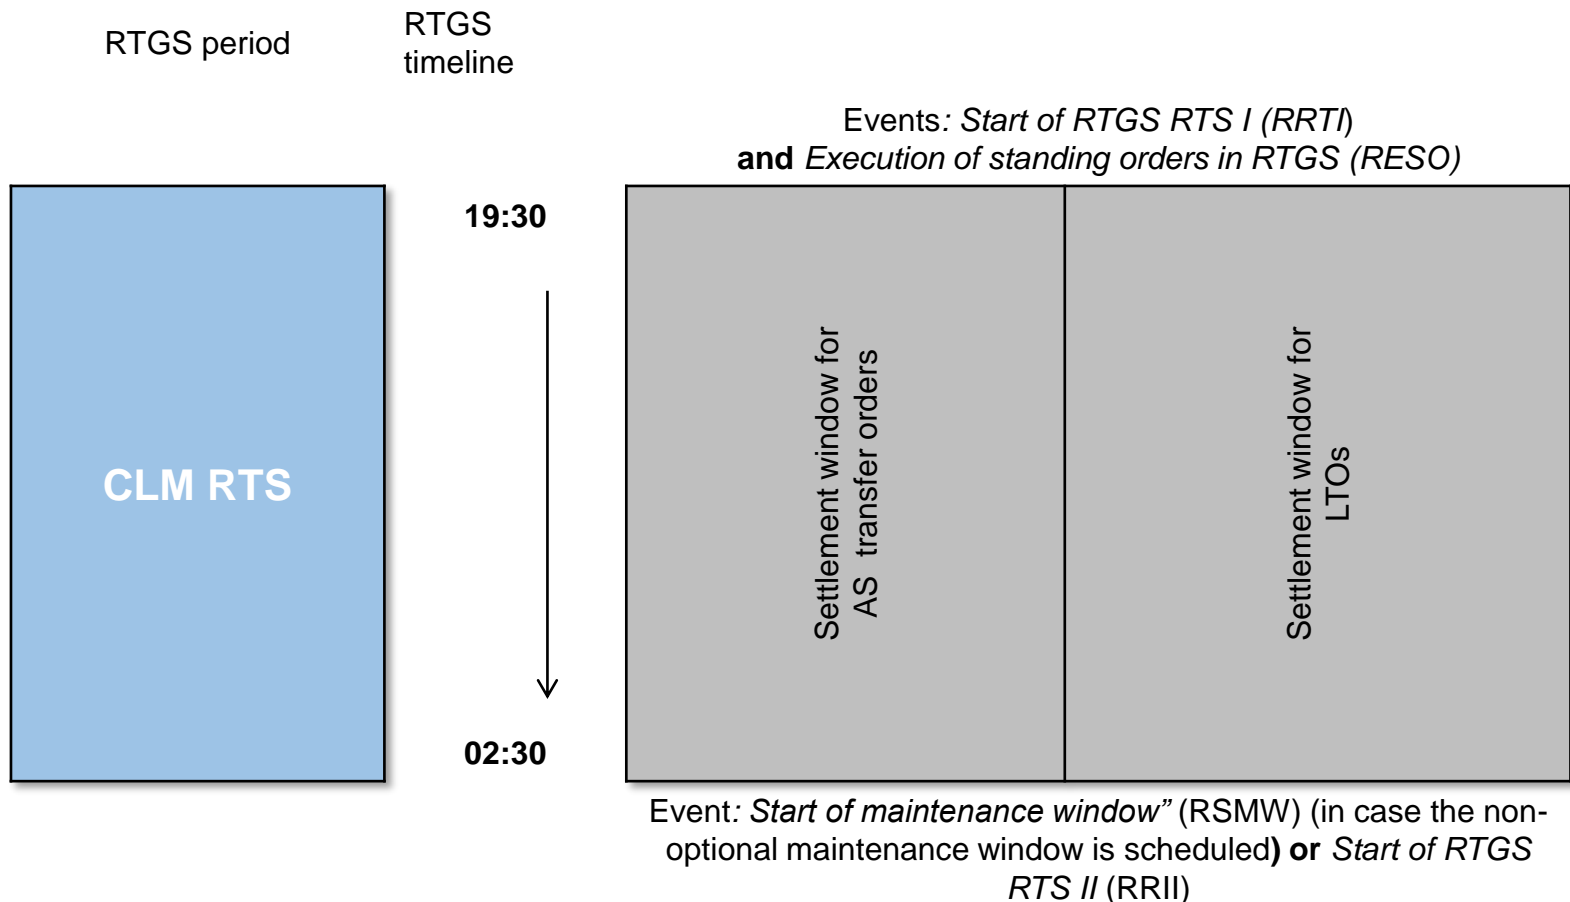 RTGS period
RTGS
timeline
Events: Start of RTGS RTS I (RRTI)
and Execution of standing orders in RTGS (RESO)
19:30
CLM RTS
Settlement window for
AS transfer orders
Settlement window for
LTOs
02:30
Event: Start of maintenance window” (RSMW) (in case the non-
optional maintenance window is scheduled) or Start of RTGS
RTS II (RRII)